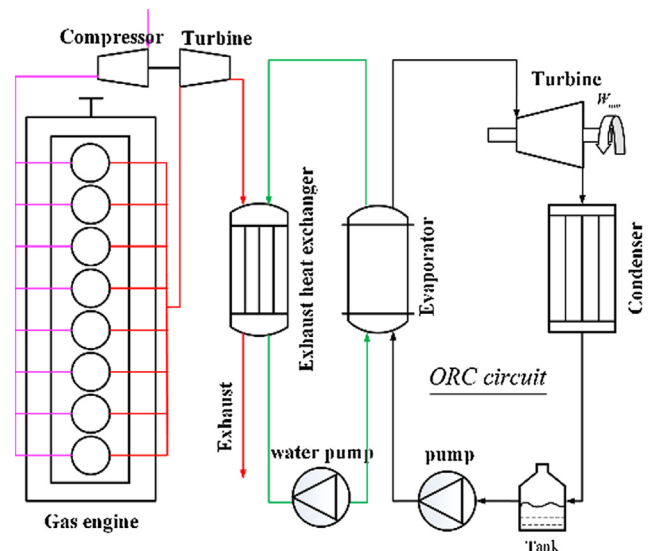 Compressor
Turbine
Turbine
Exhaust heat exchanger
Evaporator
Condenser
ORC circuit
Exhaust
water pump
pump
Gas engine
Tank